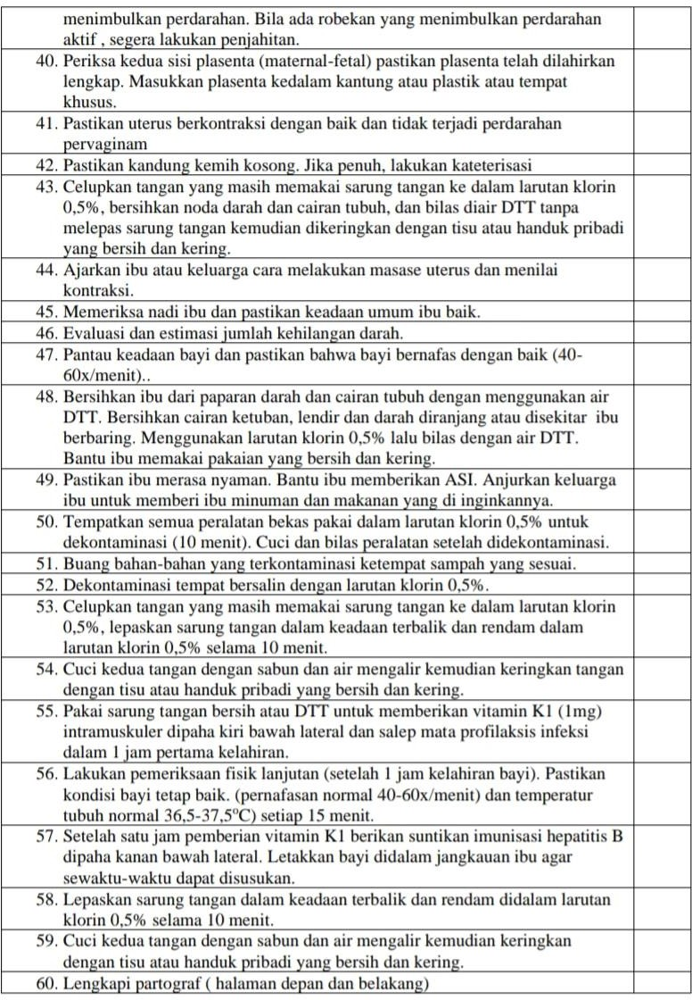 menimbulkan perdarahan. Bila ada robekan yang menimbulkan perdarahan
aktif , segera lakukan penjahitan.
40. Periksa kedua sisi plasenta (maternal-fetal) pastikan plasenta telah dilahirkan
lengkap. Masukkan plasenta kedalam kantung atau plastik atau tempat
khusus.
41. Pastikan uterus berkontraksi dengan baik dan tidak terjadi perdarahan
pervaginam
42. Pastikan kandung kemih kosong. Jika penuh, lakukan kateterisasi
43. Celupkan tangan yang masih memakai sarung tangan ke dalam larutan klorin
0,5%, bersihkan noda darah dan cairan tubuh, dan bilas diair DTT tanpa
melepas sarung tangan kemudian dikeringkan dengan tisu atau handuk pribadi
yang bersih dan kering.
44. Ajarkan ibu atau keluarga cara melakukan masase uterus dan menilai
kontraksi.
45. Memeriksa nadi ibu dan pastikan keadaan umum ibu baik.
46. Evaluasi dan estimasi jumlah kehilangan darah.
47. Pantau keadaan bayi dan pastikan bahwa bayi bernafas dengan baik (40-
60x/menit)..
48. Bersihkan ibu dari paparan darah dan cairan tubuh dengan menggunakan air
DTT. Bersihkan cairan ketuban, lendir dan darah diranjang atau disekitar ibu
berbaring. Menggunakan larutan klorin 0,5% lalu bilas dengan air DTT.
Bantu ibu memakai pakaian yang bersih dan kering.
49. Pastikan ibu merasa nyaman. Bantu ibu memberikan ASI. Anjurkan keluarga
ibu untuk memberi ibu minuman dan makanan yang di inginkannya.
50. Tempatkan semua peralatan bekas pakai dalam larutan klorin 0,5% untuk
dekontaminasi (10 menit). Cuci dan bilas peralatan setelah didekontaminasi.
51. Buang bahan-bahan yang terkontaminasi ketempat sampah yang sesuai.
52. Dekontaminasi tempat bersalin dengan larutan klorin 0,5%.
53. Celupkan tangan yang masih memakai sarung tangan ke dalam larutan klorin
0,5%, lepaskan sarung tangan dalam keadaan terbalik dan rendam dalam
larutan klorin 0,5% selama 10 menit.
54. Cuci kedua tangan dengan sabun dan air mengalir kemudian keringkan tangan
dengan tisu atau handuk pribadi yang bersih dan kering.
55. Pakai sarung tangan bersih atau DTT untuk memberikan vitamin K1 (1mg)
intramuskuler dipaha kiri bawah lateral dan salep mata profilaksis infeksi
dalam 1 jam pertama kelahiran.
56. Lakukan pemeriksaan fisik lanjutan (setelah 1 jam kelahiran bayi). Pastikan
kondisi bayi tetap baik. (pernafasan normal 40-60x/menit) dan temperatur
tubuh normal 36,5-37,5ºC) setiap 15 menit.
57. Setelah satu jam pemberian vitamin K1 berikan suntikan imunisasi hepatitis B
dipaha kanan bawah lateral. Letakkan bayi didalam jangkauan ibu agar
sewaktu-waktu dapat disusukan.
58. Lepaskan sarung tangan dalam keadaan terbalik dan rendam didalam larutan
klorin 0,5% selama 10 menit.
59. Cuci kedua tangan dengan sabun dan air mengalir kemudian keringkan
dengan tisu atau handuk pribadi yang bersih dan kering.
60. Lengkapi partograf ( halaman depan dan belakang)